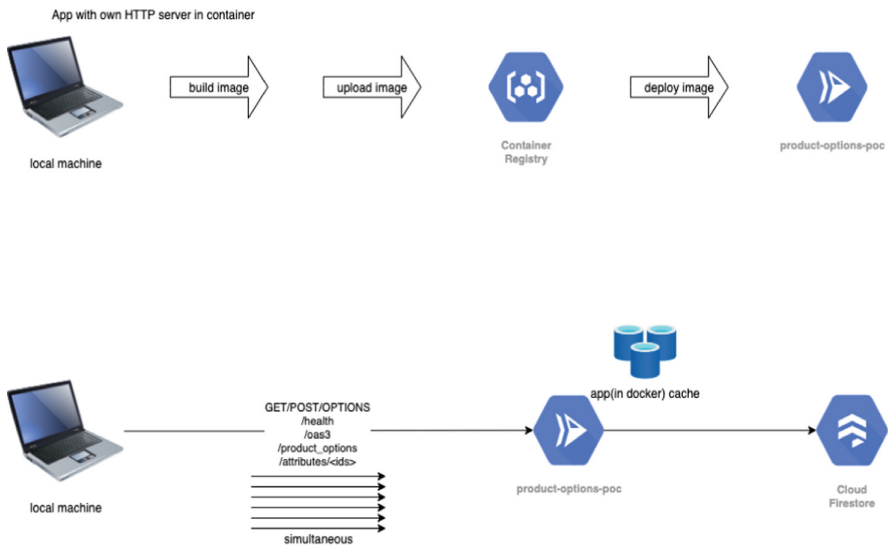 App with own HTTP server in container
build image
upload image
deploy image
Container
Registry
product-options-poc
local machine
app(in docker) cache
GET/POST/OPTIONS
/health
/oas3
/product_options
/attributes/<ids>
product-options-poc
Cloud
Firestore
local machine
simultaneous